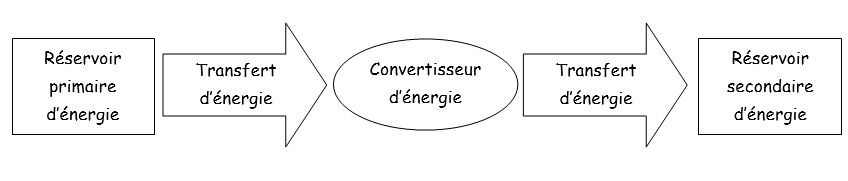 Réservoir
primaire
d'énergie
Transfert
d'énergie
Convertisseur
d'énergie
Transfert
d'énergie
Réservoir
secondaire
d'énergie